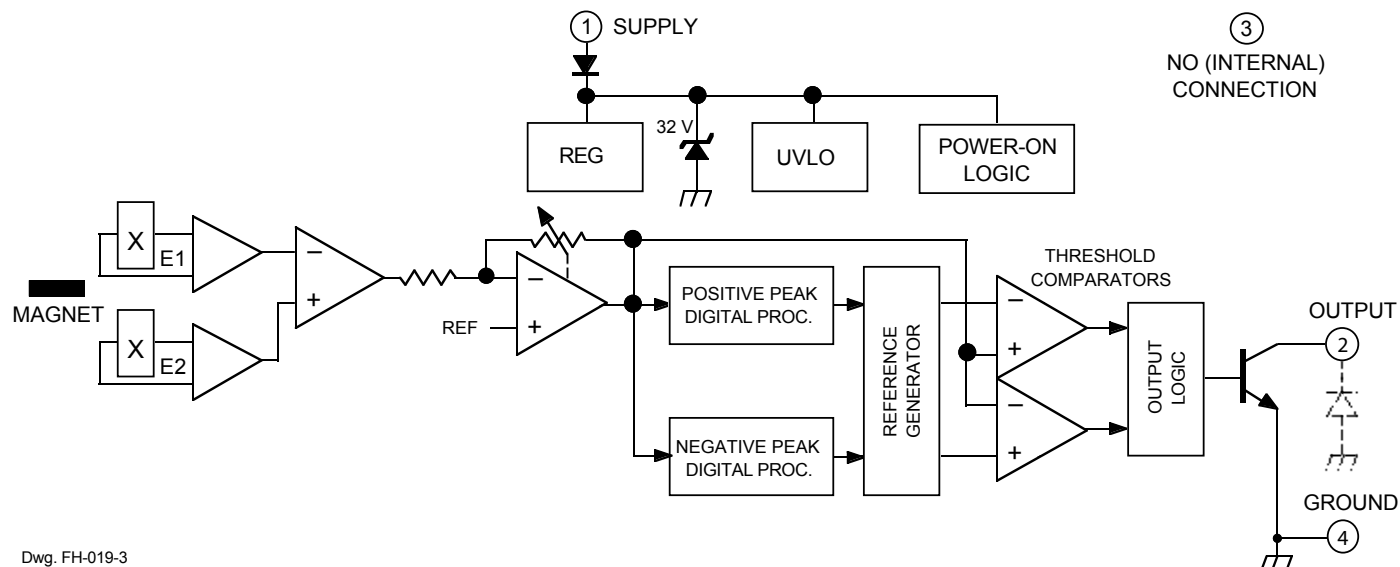 1 SUPPLY
3
NO (INTERNAL)
CONNECTION
32 V
REG
UVLO
POWER-ON
LOGIC
X
E1
MAGNET
X
E2
−
+
−
REF
+
POSITIVE PEAK
DIGITAL PROC.
NEGATIVE PEAK
DIGITAL PROC.
REFERENCE
GENERATOR
THRESHOLD
COMPARATORS
−
+
−
+
OUTPUT
LOGIC
OUTPUT
2
GROUND
4
Dwg. FH-019-3